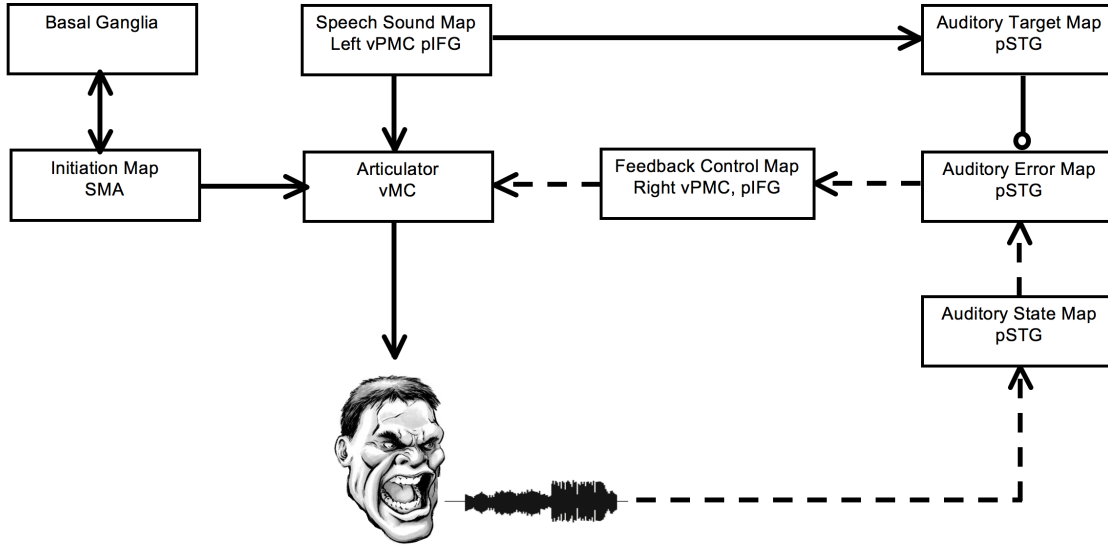 Basal Ganglia
Speech Sound Map
Left vPMC pIFG
Auditory Target Map
pSTG
Initiation Map
SMA
Articulator
vMC
Feedback Control Map
Right vPMC, pIFG
Auditory Error Map
pSTG
Auditory State Map
pSTG